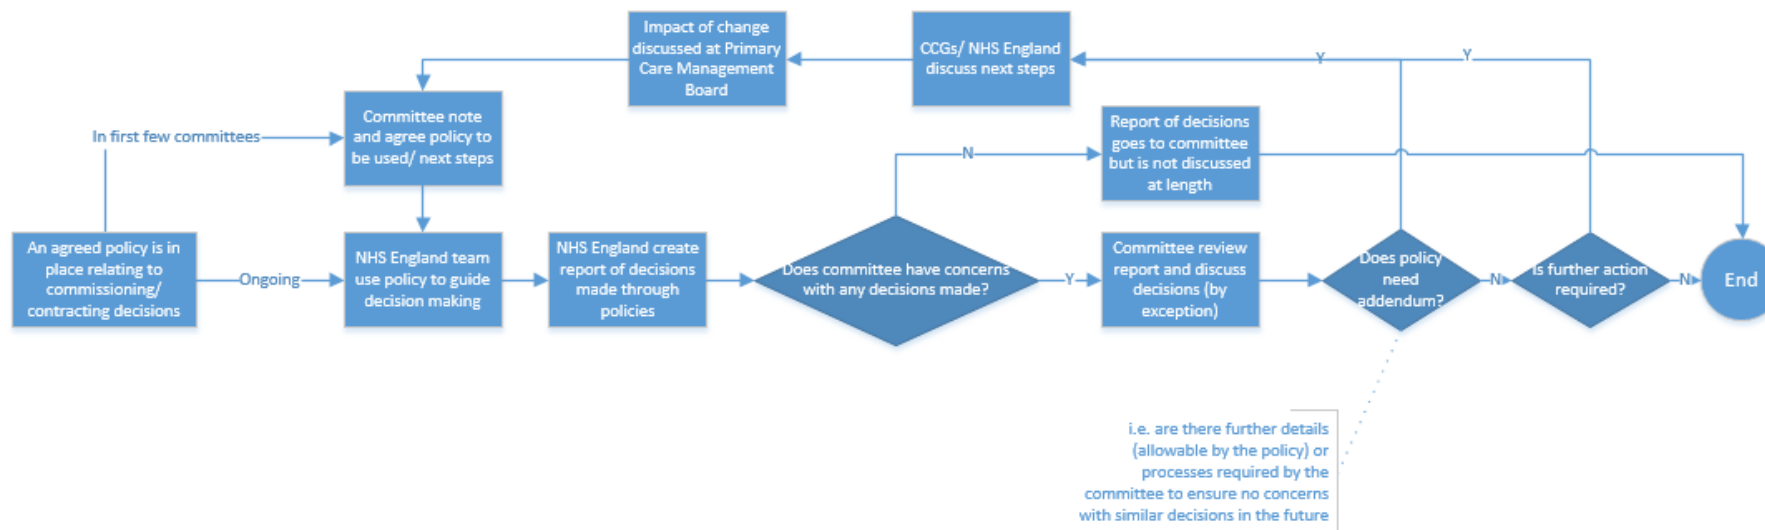 Impact of change
discussed at Primary
Care Management
Board
CCGs/ NHS England
discuss next steps
Y
Y
Committee note
and agree policy to
be used/ next steps
In first few committees
Report of decisions
goes to committee
but is not discussed
at length
N
An agreed policy is in
place relating to
commissioning/
contracting decisions
Ongoing
NHS England team
use policy to guide
decision making
NHS England create
report of decisions
made through
policies
Does committee have concerns
with any decisions made?
Y
Committee review
report and discuss
decisions (by
exception)
Does policy
need
addendum?
N
Is further action
required?
N
End
i.e. are there further details
(allowable by the policy) or
processes required by the
committee to ensure no concerns
with similar decisions in the future